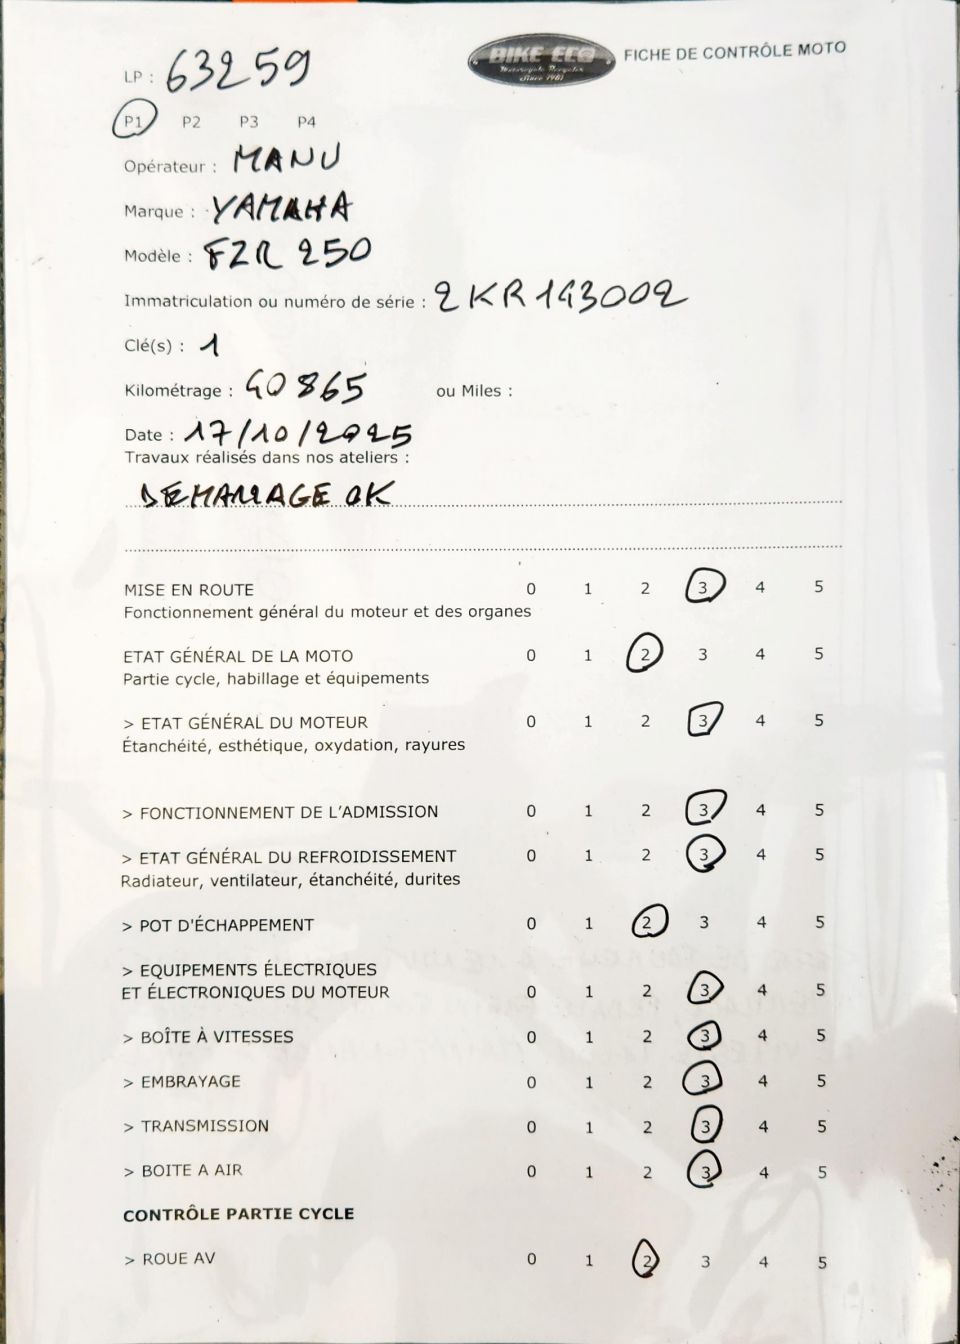 BIKE ECO
Motorcycle Recycler
Since 1981
FICHE DE CONTRÔLE MOTO
LP : 63259
P1 P2 P3 P4
Opérateur : MANU
Marque : YAMAHA
Modèle : FZR 250
Immatriculation ou numéro de série : 2KR143002
Clé(s) : 1
Kilométrage : 40865 ou Miles :
Date : 17/10/2025
Travaux réalisés dans nos ateliers :
DEMARRAGE OK
MISE EN ROUTE 0 1 2 3 4 5
Fonctionnement général du moteur et des organes
ETAT GÉNÉRAL DE LA MOTO 0 1 2 3 4 5
Partie cycle, habillage et équipements
> ETAT GÉNÉRAL DU MOTEUR 0 1 2 3 4 5
Étanchéité, esthétique, oxydation, rayures
> FONCTIONNEMENT DE L'ADMISSION 0 1 2 3 4 5
> ETAT GÉNÉRAL DU REFROIDISSEMENT 0 1 2 3 4 5
Radiateur, ventilateur, étanchéité, durites
> POT D'ÉCHAPPEMENT 0 1 2 3 4 5
> EQUIPEMENTS ÉLECTRIQUES
ET ÉLECTRONIQUES DU MOTEUR 0 1 2 3 4 5
> BOÎTE À VITESSES 0 1 2 3 4 5
> EMBRAYAGE 0 1 2 3 4 5
> TRANSMISSION 0 1 2 3 4 5
> BOITE A AIR 0 1 2 3 4 5
CONTRÔLE PARTIE CYCLE
> ROUE AV 0 1 2 3 4 5